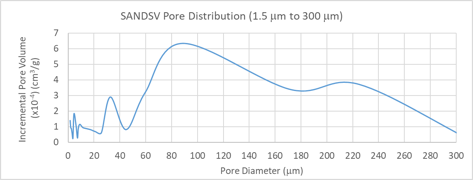 SANDSV Pore Distribution (1.5 µm to 300 µm)
Incremental Pore Volume
(x10⁻¹) (cm³/g)
7
6
5
4
3
2
1
0
0 20 40 60 80 100 120 140 160 180 200 220 240 260 280 300
Pore Diameter (µm)